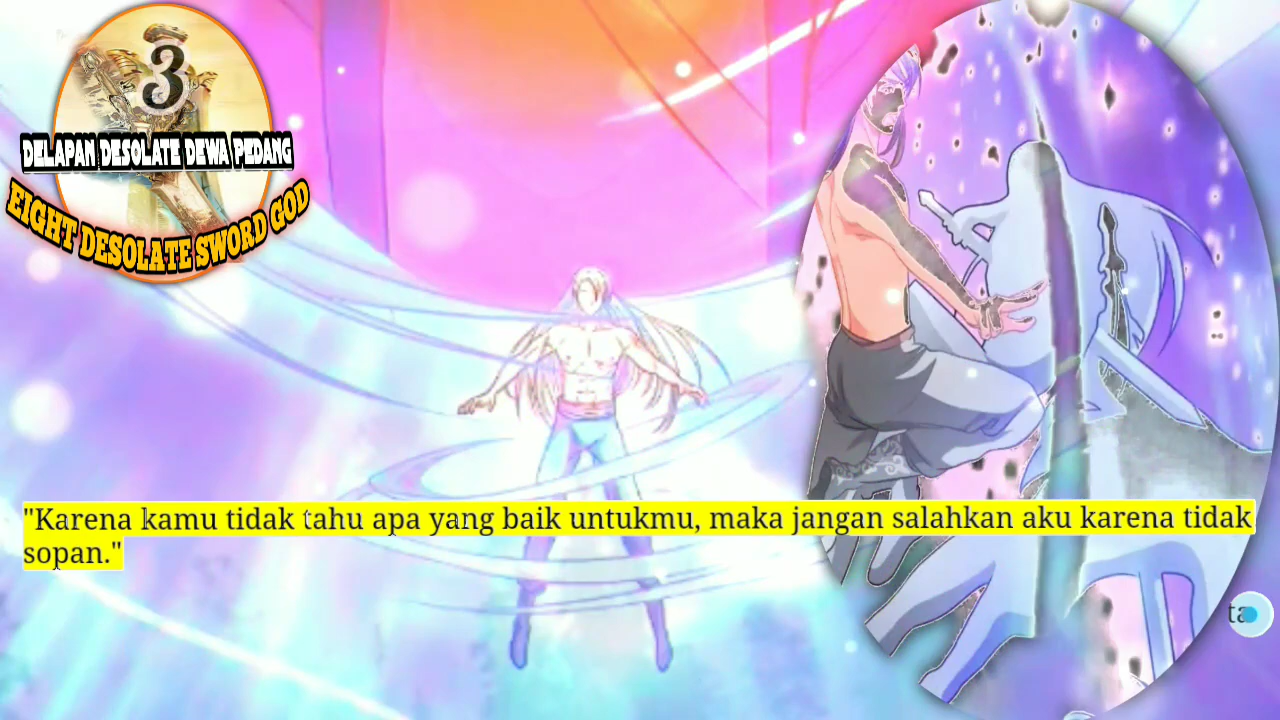 3
DELAPAN DESOLATE DEWA PEDANG
EIGHT DESOLATE SWORD GOD
"Karena kamu tidak tahu apa yang baik untukmu, maka jangan salahkan aku karena tidak
sopan."